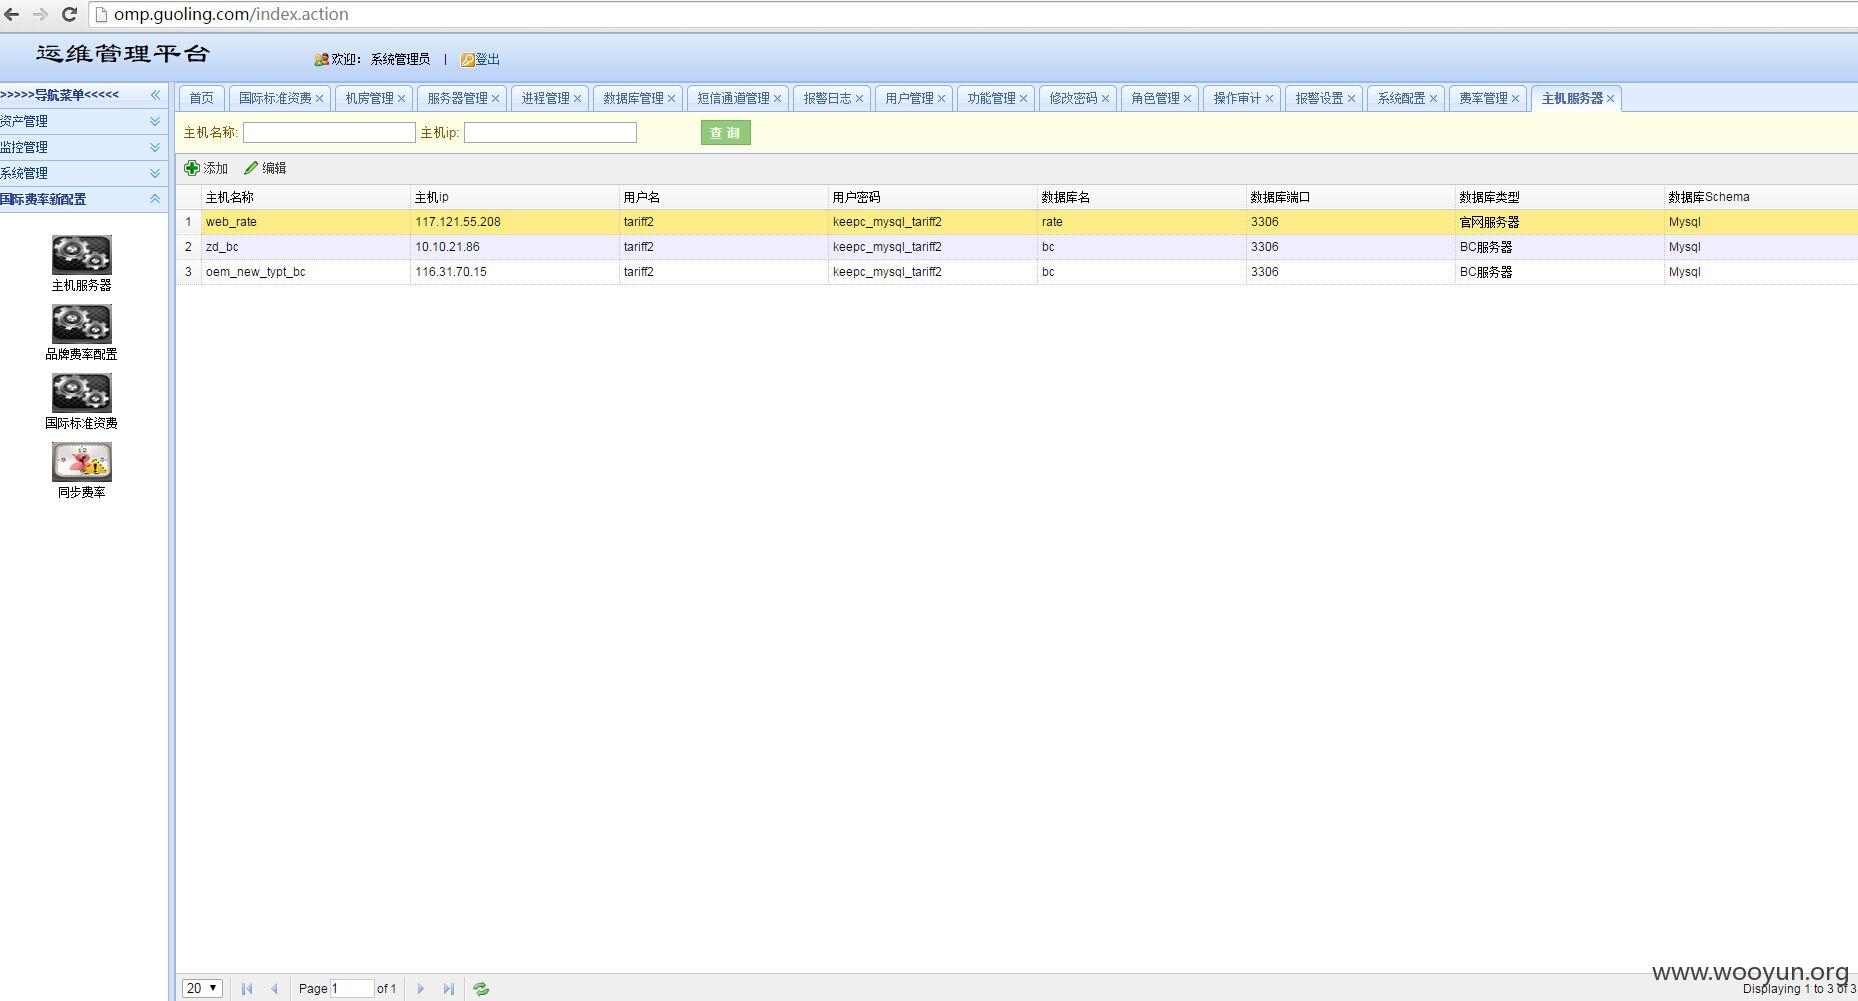 omp.guoling.com/index.action
运维管理平台
欢迎: 系统管理员 | 登出
>>>>>导航菜单<<<<<
资产管理
监控管理
系统管理
国际费率新配置
主机服务器
品牌费率配置
国际标准资费
同步费率
首页 国际标准资费 机房管理 服务器管理 进程管理 数据库管理 短信通道管理 报警日志 用户管理 功能管理 修改密码 角色管理 操作审计 报警设置 系统配置 费率管理 主机服务器
主机名称: 主机ip: 查 询
添加 编辑
主机名称 主机ip 用户名 用户密码 数据库名 数据库端口 数据库类型 数据库Schema
1 web_rate 117.121.55.208 tariff2 keepc_mysql_tariff2 rate 3306 官网服务器 Mysql
2 zd_bc 10.10.21.86 tariff2 keepc_mysql_tariff2 bc 3306 BC服务器 Mysql
3 oem_new_typt_bc 116.31.70.15 tariff2 keepc_mysql_tariff2 bc 3306 BC服务器 Mysql
20 Page 1 of 1
www.wooyun.org
Displaying 1 to 3 of 3